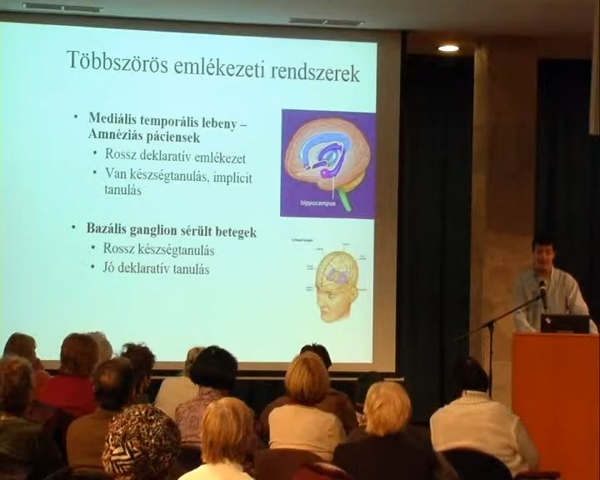 Többszörös emlékezeti rendszerek
• Mediális temporális lebeny –
Amnéziás páciensek
• Rossz deklaratív emlékezet
• Van készségtanulás, implicit
tanulás
hippocampus
• Bazális ganglion sérült betegek
• Rossz készségtanulás
• Jó deklaratív tanulás